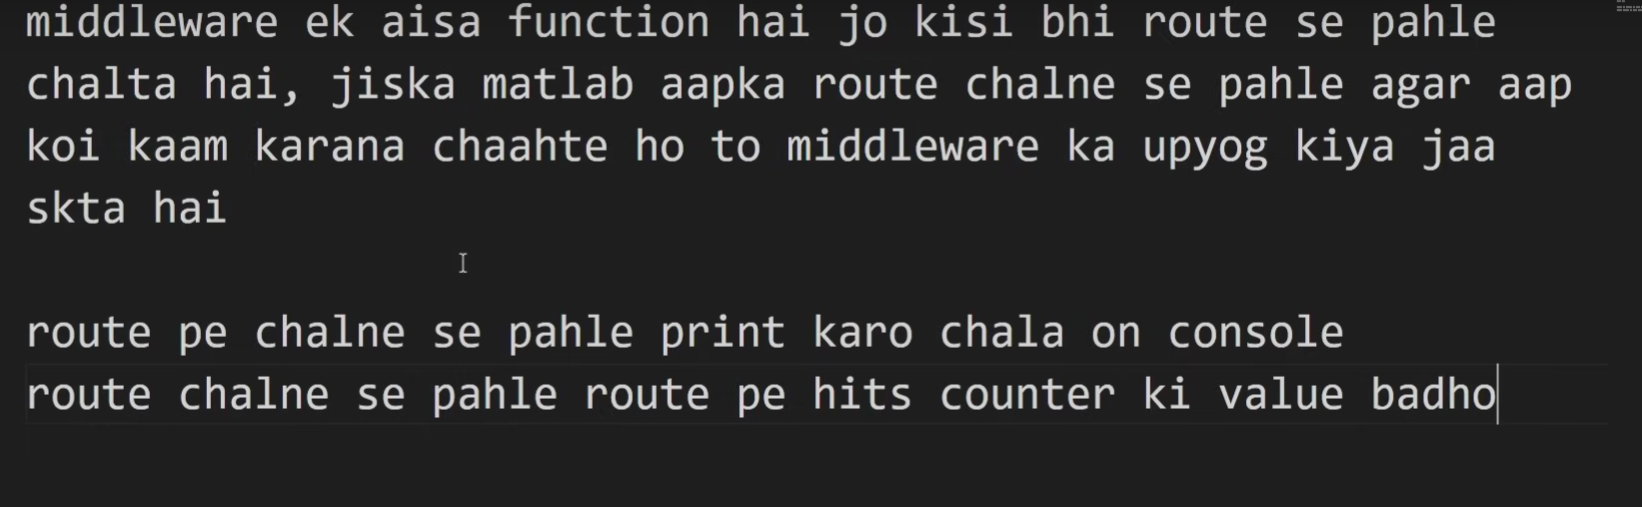 middleware ek aisa function hai jo kisi bhi route se pahle
chalta hai, jiska matlab aapka route chalne se pahle agar aap
koi kaam karana chaahte ho to middleware ka upyog kiya jaa
skta hai
route pe chalne se pahle print karo chala on console
route chalne se pahle route pe hits counter ki value badho